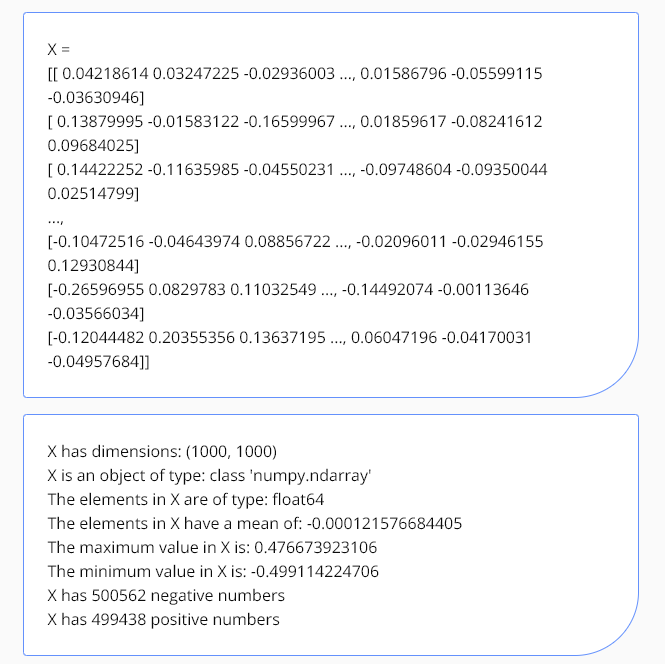 X =
[[ 0.04218614 0.03247225 -0.02936003 ..., 0.01586796 -0.05599115
-0.03630946]
[ 0.13879995 -0.01583122 -0.16599967 ..., 0.01859617 -0.08241612
0.09684025]
[ 0.14422252 -0.11635985 -0.04550231 ..., -0.09748604 -0.09350044
0.02514799]
...,
[-0.10472516 -0.04643974 0.08856722 ..., -0.02096011 -0.02946155
0.12930844]
[-0.26596955 0.0829783 0.11032549 ..., -0.14492074 -0.00113646
-0.03566034]
[-0.12044482 0.20355356 0.13637195 ..., 0.06047196 -0.04170031
-0.04957684]]
X has dimensions: (1000, 1000)
X is an object of type: class 'numpy.ndarray'
The elements in X are of type: float64
The elements in X have a mean of: -0.000121576684405
The maximum value in X is: 0.476673923106
The minimum value in X is: -0.499114224706
X has 500562 negative numbers
X has 499438 positive numbers